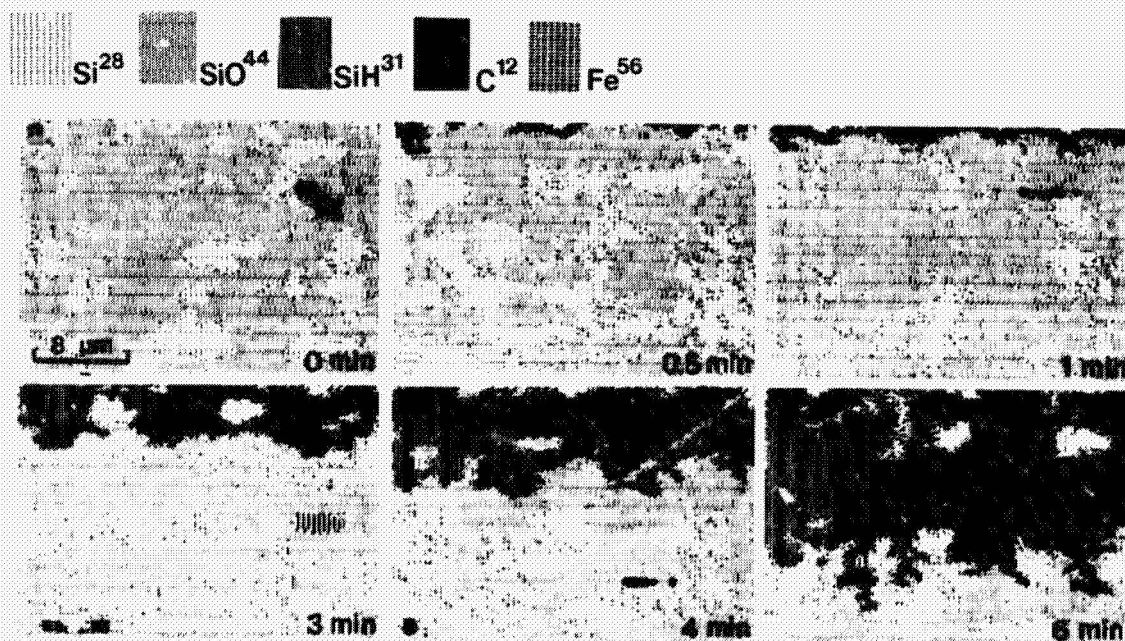 Si²⁸ SiO⁴⁴ SiH³¹ C¹² Fe⁵⁶
8 μm 0 min 0.5 min 1 min
3 min 4 min 6 min